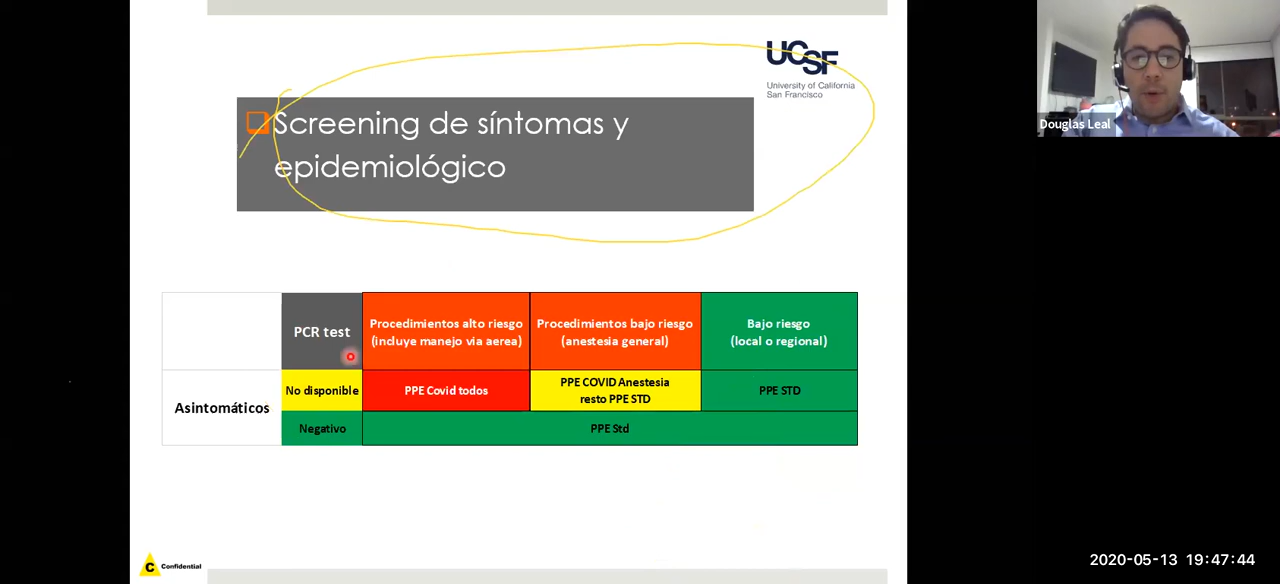 UCSF
University of California
San Francisco
Screening de síntomas y
epidemiológico
Douglas Leal
PCR test
Procedimientos alto riesgo
(incluye manejo via aerea)
Procedimientos bajo riesgo
(anestesia general)
Bajo riesgo
(local o regional)
Asintomáticos
No disponible
PPE Covid todos
PPE COVID Anestesia
resto PPE STD
PPE STD
Negativo
PPE Std
C Confidential
2020-05-13 19:47:44